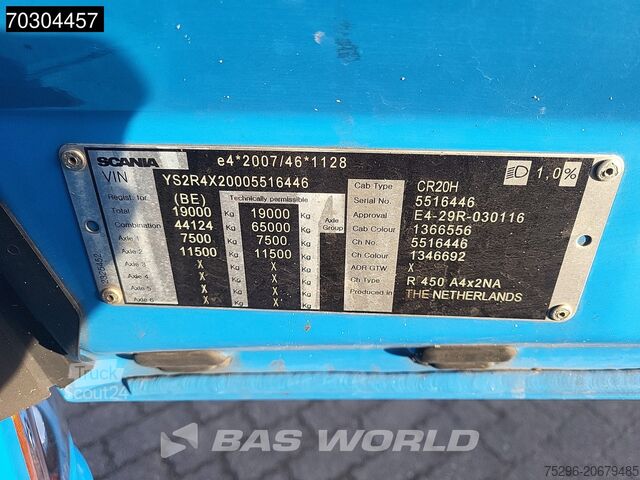 70304457
SCANIA e4*2007/46*1128
VIN YS2R4X20005516446
Regist. for (BE) Technically permissible
Total 19000 Kg 19000 Kg
Combination 44124 Kg 65000 Kg Axle Group
Axle 1 7500 Kg 7500 Kg
Axle 2 11500 Kg 11500 Kg
Axle 3 X Kg X Kg
Axle 4 X Kg X Kg
Axle 5 X Kg X Kg
Axle 6 X Kg X Kg
Cab Type CR20H 1,0%
Serial No. 5516446
Approval E4-29R-030116
Cab Colour 1366556
Ch No. 5516446
Ch Colour 1346692
ADR GTW X
Ch Type R 450 A4x2NA
Produced in THE NETHERLANDS
Truck
Scout24
BAS WORLD
75296-20679485